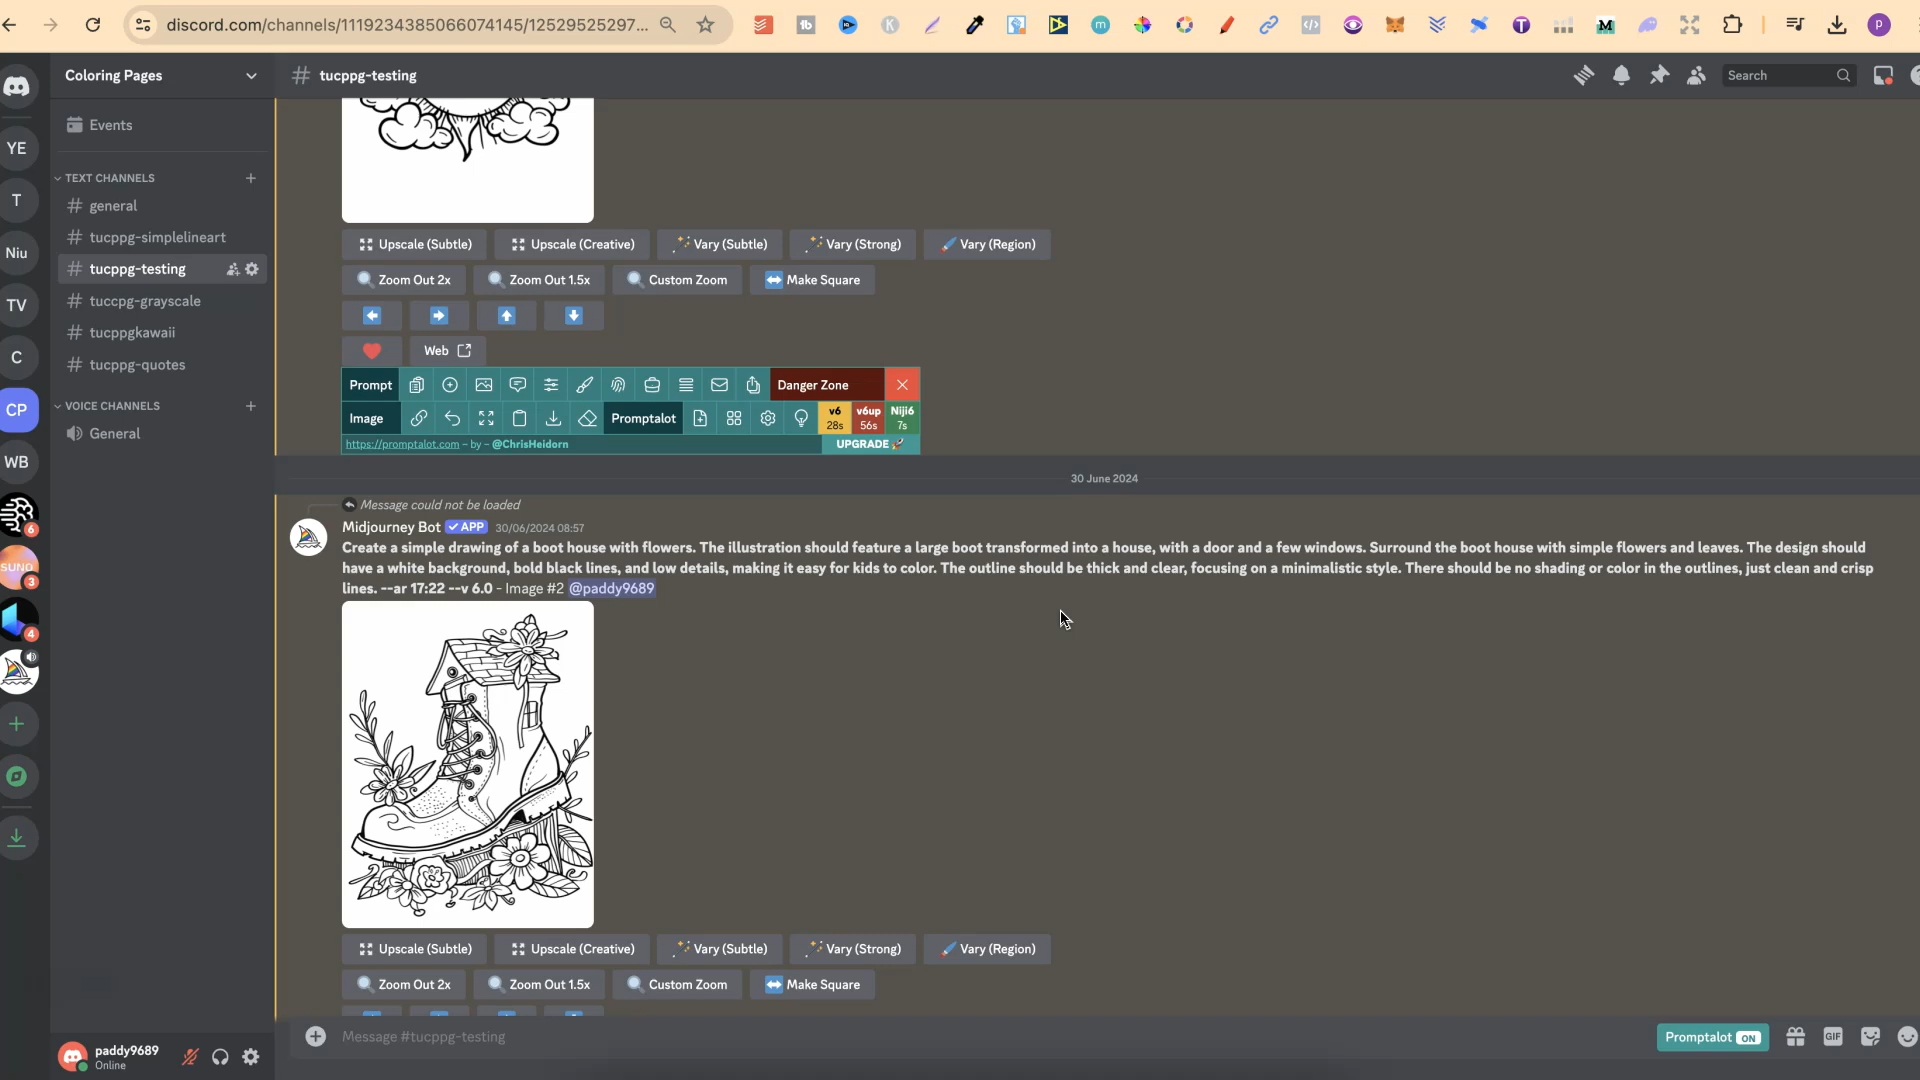 discord.com/channels/1119234385066074145/12529525297...
Coloring Pages
# tucppg-testing
Search
Events
YE
TEXT CHANNELS
T
# general
# tucppg-simplelineart
Niu
# tucppg-testing
TV
# tuccpg-grayscale
# tucppgkawaii
C
# tucppg-quotes
CP
VOICE CHANNELS
General
WB
6
SUNO
3
4
Upscale (Subtle) Upscale (Creative) Vary (Subtle) Vary (Strong) Vary (Region)
Zoom Out 2x Zoom Out 1.5x Custom Zoom Make Square
Web
Prompt Danger Zone
Image Promptalot v6 28s v6up 56s Niji6 7s
https://promptalot.com – by – @ChrisHeidorn UPGRADE
30 June 2024
Message could not be loaded
Midjourney Bot APP 30/06/2024 08:57
Create a simple drawing of a boot house with flowers. The illustration should feature a large boot transformed into a house, with a door and a few windows. Surround the boot house with simple flowers and leaves. The design should
have a white background, bold black lines, and low details, making it easy for kids to color. The outline should be thick and clear, focusing on a minimalistic style. There should be no shading or color in the outlines, just clean and crisp
lines. --ar 17:22 --v 6.0 - Image #2 @paddy9689
Upscale (Subtle) Upscale (Creative) Vary (Subtle) Vary (Strong) Vary (Region)
Zoom Out 2x Zoom Out 1.5x Custom Zoom Make Square
paddy9689
Online
Message #tucppg-testing
Promptalot ON
GIF